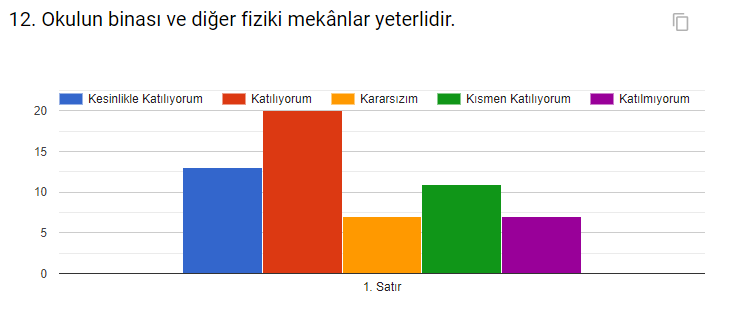 12. Okulun binası ve diğer fiziki mekânlar yeterlidir.
Kesinlikle Katılıyorum Katılıyorum Kararsızım Kısmen Katılıyorum Katılmıyorum
20
15
10
5
0
1. Satır